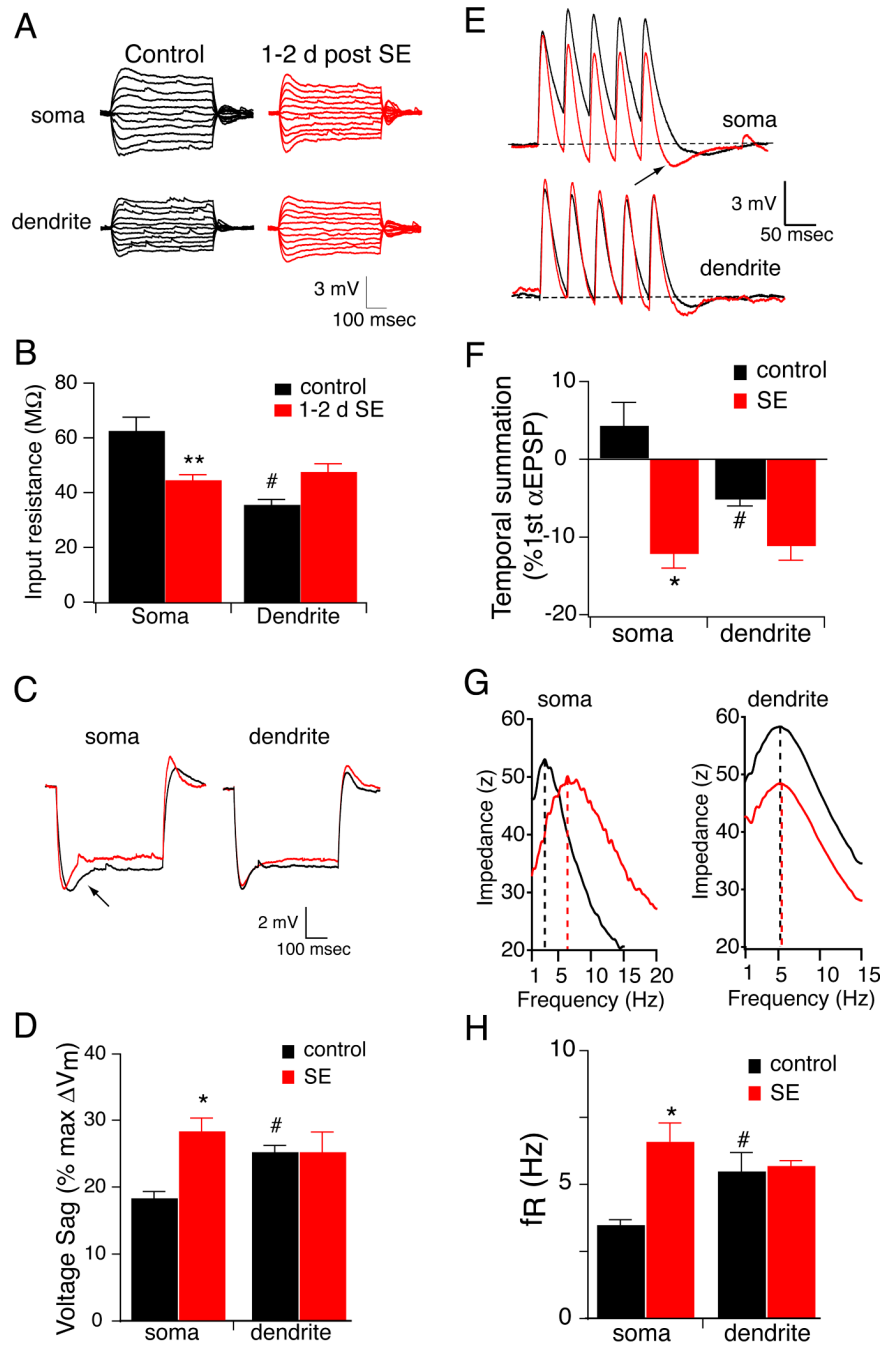 A
Control
1-2 d post SE
soma
dendrite
3 mV
100 msec
B
Input resistance (MΩ)
80
60
40
20
0
control
1-2 d SE
**
#
Soma
Dendrite
C
soma
dendrite
2 mV
100 msec
D
Voltage Sag (% max ΔVm)
40
30
20
10
0
control
SE
*
#
soma
dendrite
E
soma
3 mV
50 msec
dendrite
F
Temporal summation
(%1st αEPSP)
10
0
-10
-20
control
SE
*
#
soma
dendrite
G
soma
Impedance (z)
60
50
40
30
20
1 5 10 15 20
Frequency (Hz)
dendrite
Impedance (z)
60
50
40
30
20
1 5 10 15
Frequency (Hz)
H
fR (Hz)
10
5
0
control
SE
*
#
soma
dendrite